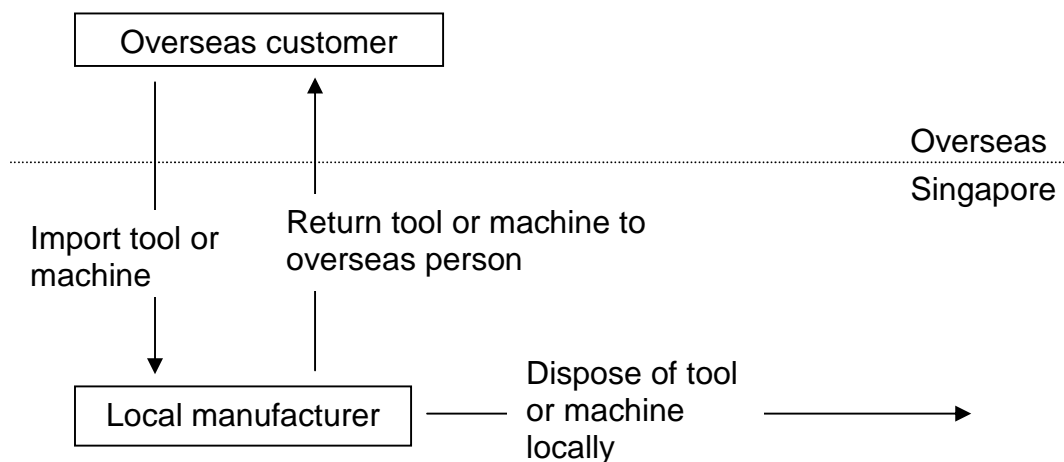 Overseas customer
Overseas
Singapore
Import tool or
machine
Return tool or machine to
overseas person
Local manufacturer
Dispose of tool
or machine
locally